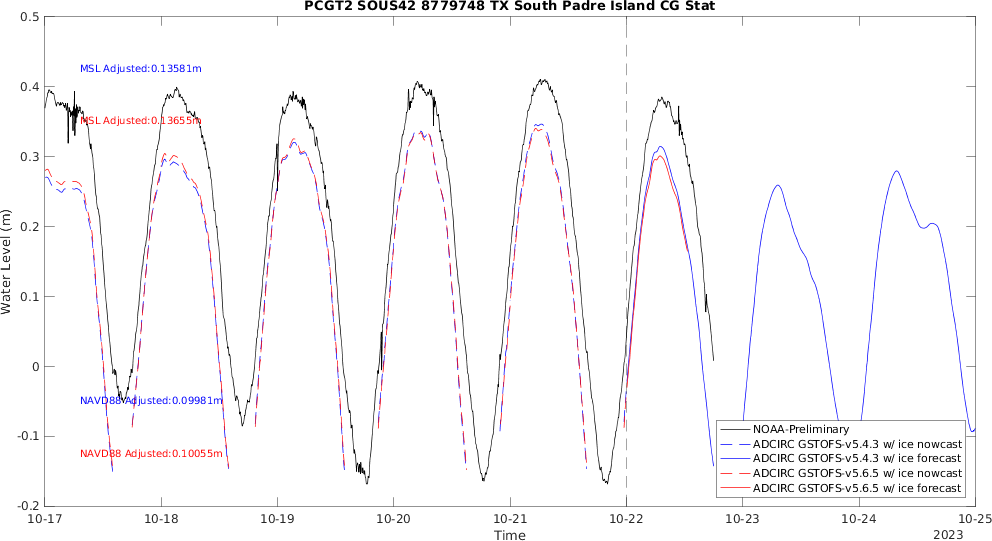 PCGT2 SOUS42 8779748 TX South Padre Island CG Stat
0.5
0.4
0.3
0.2
0.1
0
-0.1
-0.2
Water Level (m)
MSL Adjusted:0.13581m
MSL Adjusted:0.13655m
NAVD88 Adjusted:0.09981m
NAVD88 Adjusted:0.10055m
NOAA-Preliminary
ADCIRC GSTOFS-v5.4.3 w/ ice nowcast
ADCIRC GSTOFS-v5.4.3 w/ ice forecast
ADCIRC GSTOFS-v5.6.5 w/ ice nowcast
ADCIRC GSTOFS-v5.6.5 w/ ice forecast
10-17 10-18 10-19 10-20 10-21 10-22 10-23 10-24 10-25
Time
2023